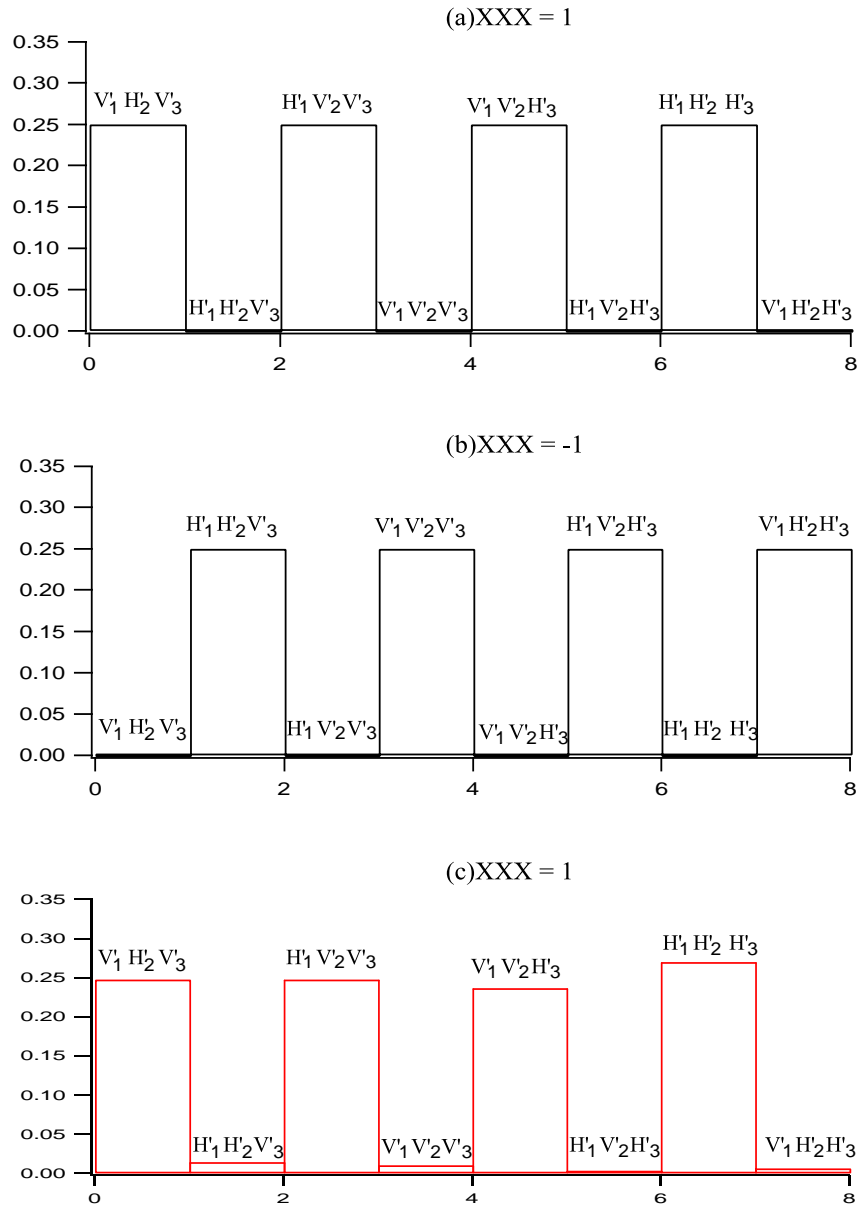 (a)XXX = 1
0.35
0.30
0.25
0.20
0.15
0.10
0.05
0.00
V'₁ H'₂ V'₃
H'₁ H'₂ V'₃
H'₁ V'₂ V'₃
V'₁ V'₂ V'₃
V'₁ V'₂ H'₃
H'₁ V'₂ H'₃
H'₁ H'₂ H'₃
V'₁ H'₂ H'₃
0 2 4 6 8
(b)XXX = -1
0.35
0.30
0.25
0.20
0.15
0.10
0.05
0.00
V'₁ H'₂ V'₃
H'₁ H'₂ V'₃
H'₁ V'₂ V'₃
V'₁ V'₂ V'₃
V'₁ V'₂ H'₃
H'₁ V'₂ H'₃
H'₁ H'₂ H'₃
V'₁ H'₂ H'₃
0 2 4 6 8
(c)XXX = 1
0.35
0.30
0.25
0.20
0.15
0.10
0.05
0.00
V'₁ H'₂ V'₃
H'₁ H'₂ V'₃
H'₁ V'₂ V'₃
V'₁ V'₂ V'₃
V'₁ V'₂ H'₃
H'₁ V'₂ H'₃
H'₁ H'₂ H'₃
V'₁ H'₂ H'₃
0 2 4 6 8